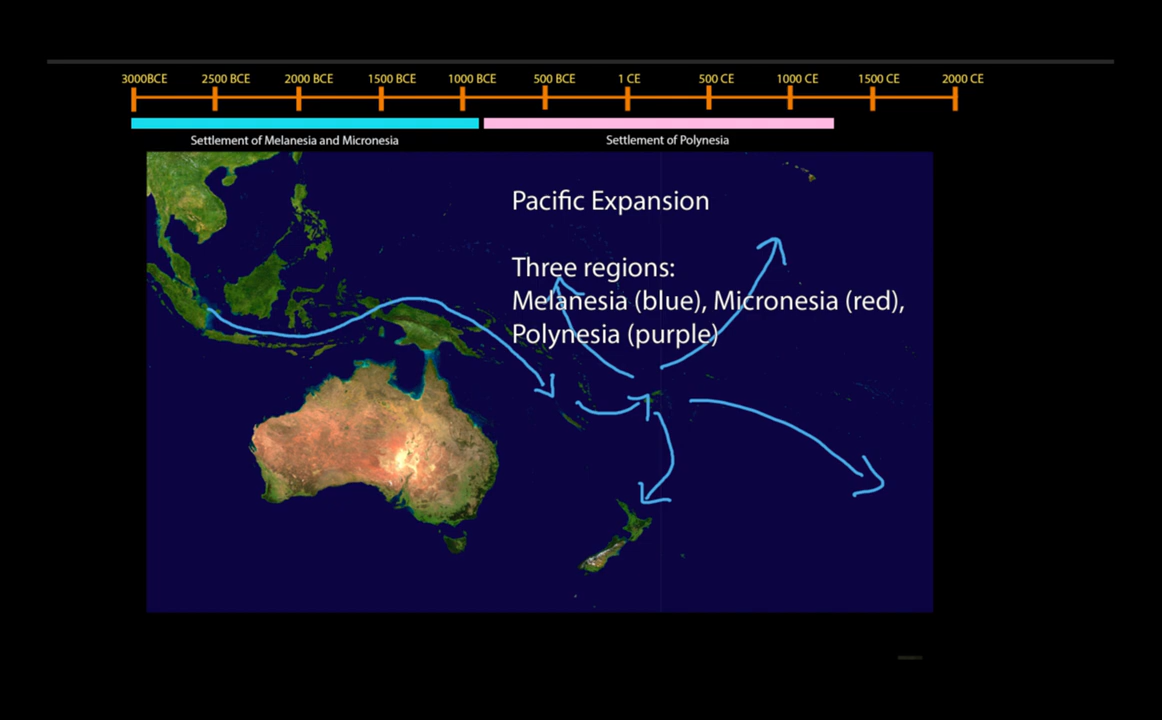 3000BCE 2500 BCE 2000 BCE 1500 BCE 1000 BCE 500 BCE 1 CE 500 CE 1000 CE 1500 CE 2000 CE
Settlement of Melanesia and Micronesia Settlement of Polynesia
Pacific Expansion
Three regions:
Melanesia (blue), Micronesia (red),
Polynesia (purple)